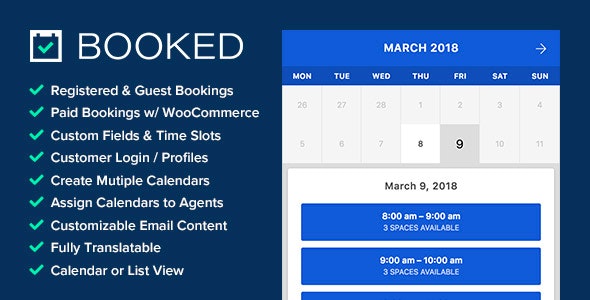 BOOKED
Registered & Guest Bookings
Paid Bookings w/ WooCommerce
Custom Fields & Time Slots
Customer Login / Profiles
Create Mutiple Calendars
Assign Calendars to Agents
Customizable Email Content
Fully Translatable
Calendar or List View
MARCH 2018
MON TUE WED THU FRI SAT SUN
26 27 28 1 2 3 4
5 6 7 8 9 10 11
March 9, 2018
8:00 am – 9:00 am
3 SPACES AVAILABLE
9:00 am – 10:00 am
3 SPACES AVAILABLE